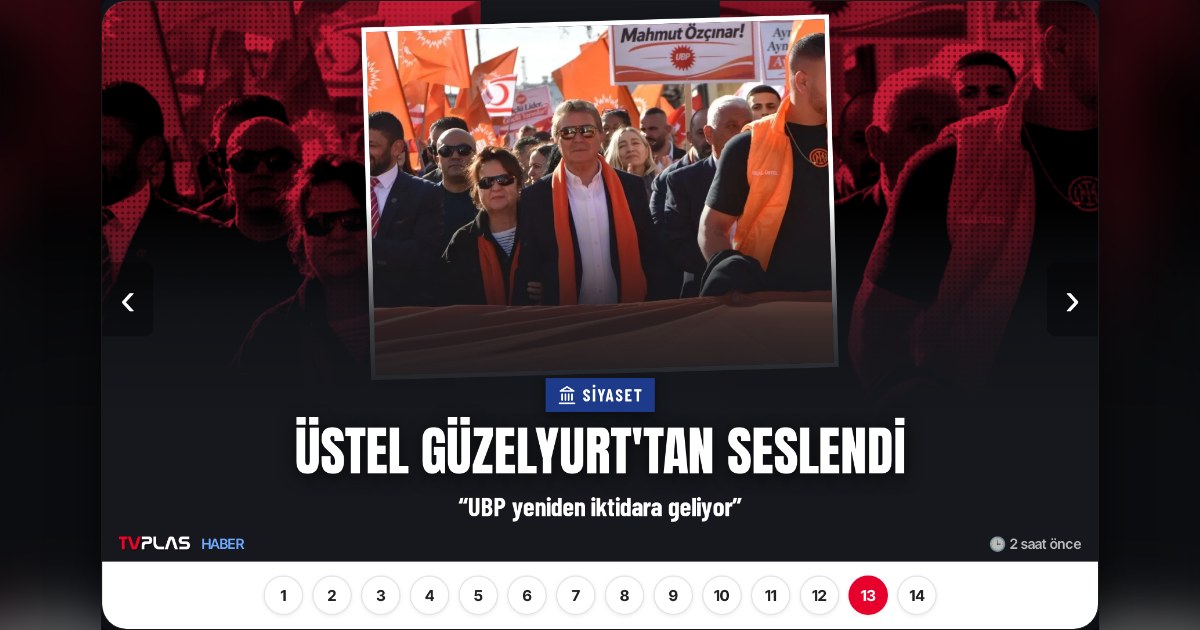 Mahmut Özçınar!
UBP
SİYASET
ÜSTEL GÜZELYURT'TAN SESLENDİ
“UBP yeniden iktidara geliyor”
TVPLAS HABER
2 saat önce
1 2 3 4 5 6 7 8 9 10 11 12 13 14